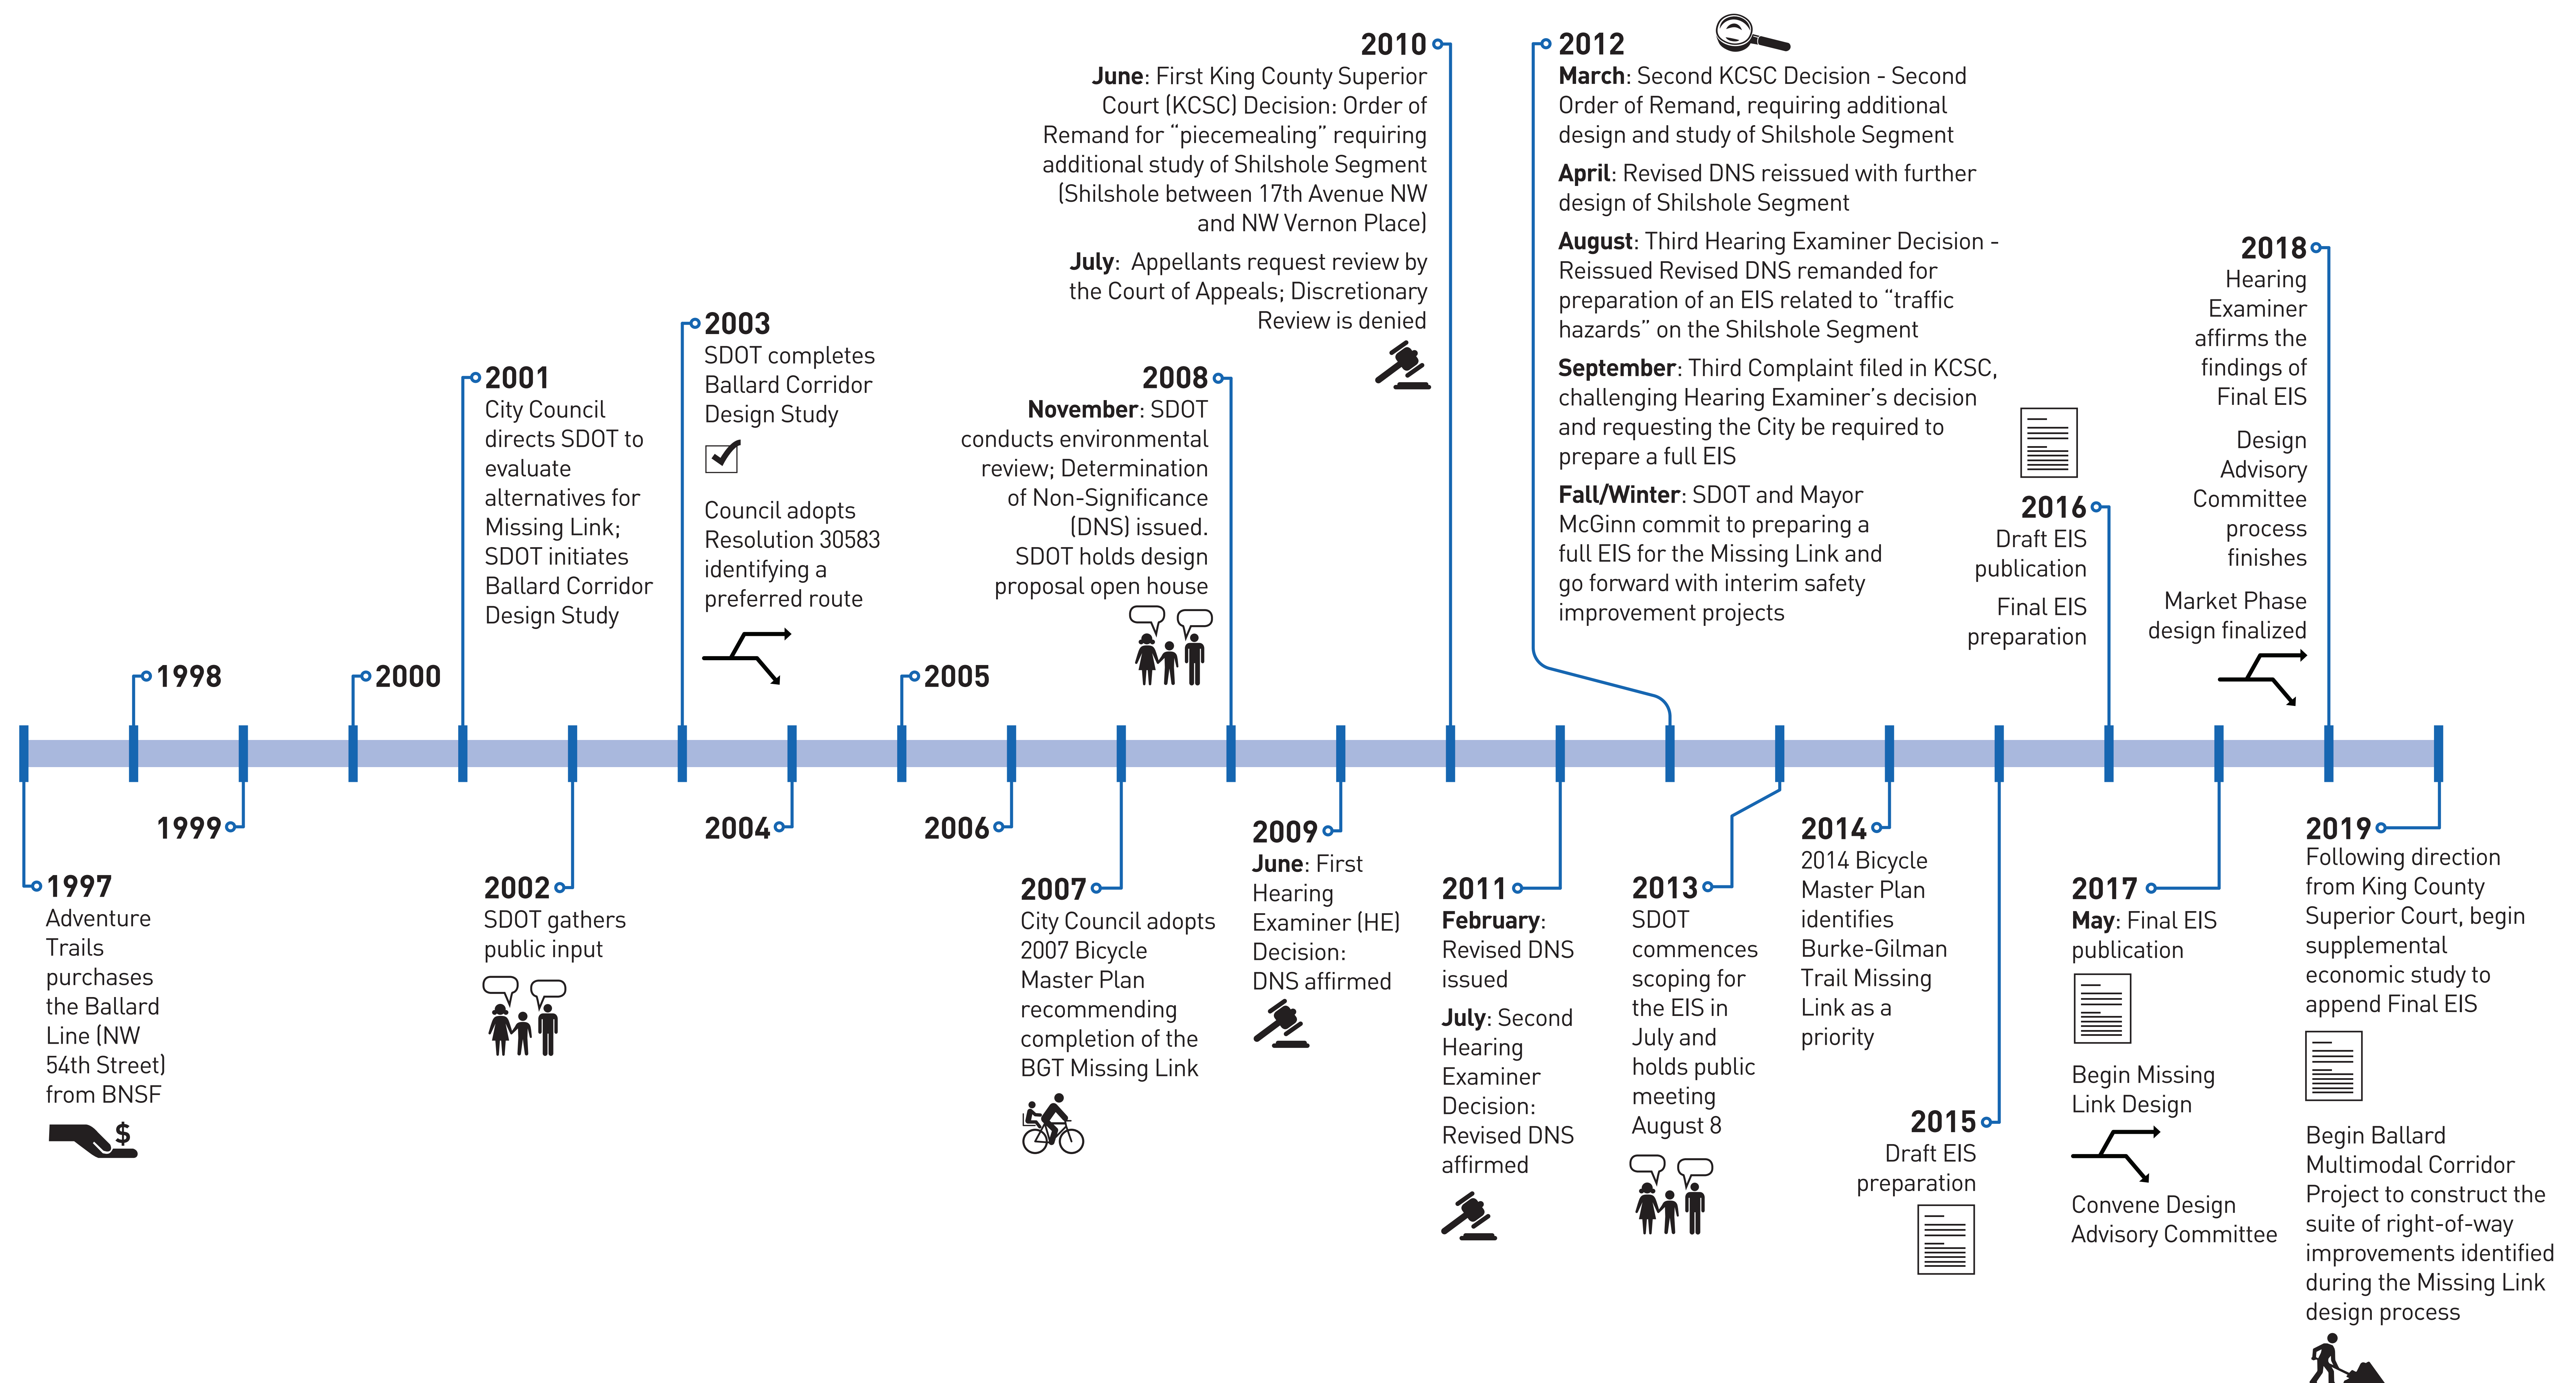 1997
Adventure
Trails
purchases
the Ballard
Line (NW
54th Street)
from BNSF
$
1998
1999
2000
2001
City Council
directs SDOT to
evaluate
alternatives for
Missing Link;
SDOT initiates
Ballard Corridor
Design Study
2002
SDOT gathers
public input
2003
SDOT completes
Ballard Corridor
Design Study
Council adopts
Resolution 30583
identifying a
preferred route
2004
2005
2006
2007
City Council adopts
2007 Bicycle
Master Plan
recommending
completion of the
BGT Missing Link
2008
November: SDOT
conducts environmental
review; Determination
of Non-Significance
(DNS) issued.
SDOT holds design
proposal open house
2009
June: First
Hearing
Examiner (HE)
Decision:
DNS affirmed
2010
June: First King County Superior
Court (KCSC) Decision: Order of
Remand for “piecemealing” requiring
additional study of Shilshole Segment
(Shilshole between 17th Avenue NW
and NW Vernon Place)
July: Appellants request review by
the Court of Appeals; Discretionary
Review is denied
2011
February:
Revised DNS
issued
July: Second
Hearing
Examiner
Decision:
Revised DNS
affirmed
2012
March: Second KCSC Decision - Second
Order of Remand, requiring additional
design and study of Shilshole Segment
April: Revised DNS reissued with further
design of Shilshole Segment
August: Third Hearing Examiner Decision -
Reissued Revised DNS remanded for
preparation of an EIS related to “traffic
hazards” on the Shilshole Segment
September: Third Complaint filed in KCSC,
challenging Hearing Examiner’s decision
and requesting the City be required to
prepare a full EIS
Fall/Winter: SDOT and Mayor
McGinn commit to preparing a
full EIS for the Missing Link and
go forward with interim safety
improvement projects
2013
SDOT
commences
scoping for
the EIS in
July and
holds public
meeting
August 8
2014
2014 Bicycle
Master Plan
identifies
Burke-Gilman
Trail Missing
Link as a
priority
2015
Draft EIS
preparation
2016
Draft EIS
publication
Final EIS
preparation
2017
May: Final EIS
publication
Begin Missing
Link Design
Convene Design
Advisory Committee
2018
Hearing
Examiner
affirms the
findings of
Final EIS
Design
Advisory
Committee
process
finishes
Market Phase
design finalized
2019
Following direction
from King County
Superior Court, begin
supplemental
economic study to
append Final EIS
Begin Ballard
Multimodal Corridor
Project to construct the
suite of right-of-way
improvements identified
during the Missing Link
design process